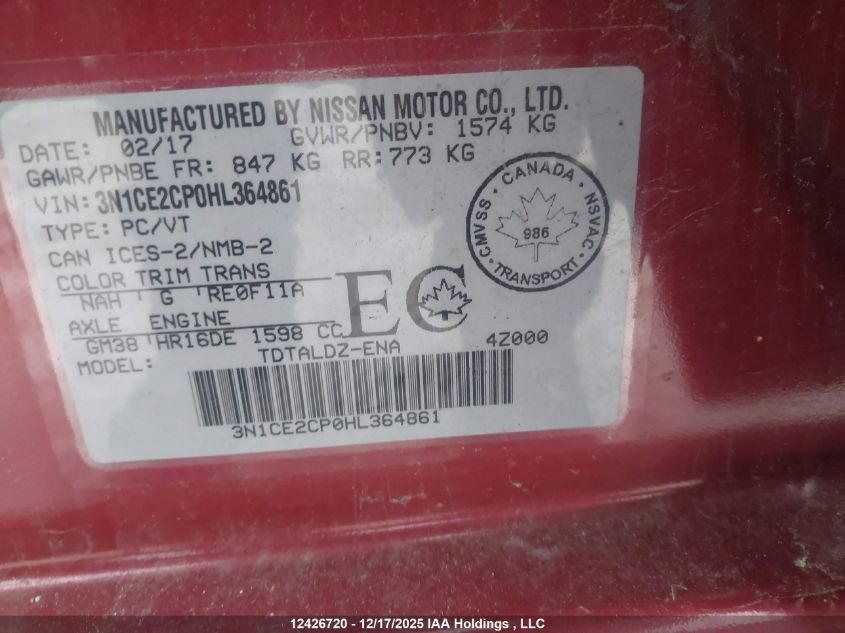 MANUFACTURED BY NISSAN MOTOR CO., LTD.
DATE: 02/17 GVWR/PNBV: 1574 KG
GAWR/PNBE FR: 847 KG RR: 773 KG
VIN: 3N1CE2CP0HL364861
TYPE: PC/VT
CAN ICES-2/NMB-2
COLOR TRIM TRANS
NAH G RE0F11A
AXLE ENGINE
GM38 HR16DE 1598 CC
MODEL: TDTALDZ-ENA 4Z000
EC
CANADA
CMVSS NSVAC
986
TRANSPORT
3N1CE2CP0HL364861
12426720 - 12/17/2025 IAA Holdings , LLC